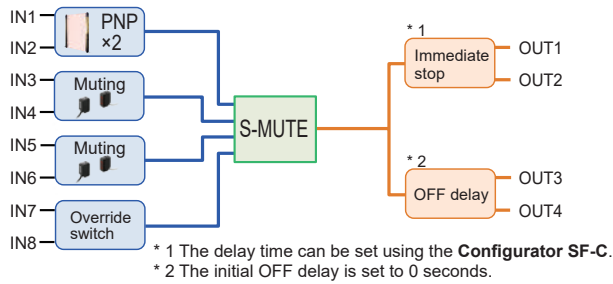 IN1
IN2
PNP
×2
IN3
IN4
Muting
IN5
IN6
Muting
IN7
IN8
Override
switch
S-MUTE
* 1
Immediate
stop
OUT1
OUT2
* 2
OFF delay
OUT3
OUT4
* 1 The delay time can be set using the Configurator SF-C.
* 2 The initial OFF delay is set to 0 seconds.